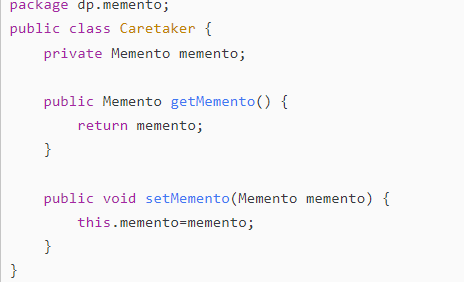 package dp.memento;
public class Caretaker {
    private Memento memento;

    public Memento getMemento() {
        return memento;
    }

    public void setMemento(Memento memento) {
        this.memento=memento;
    }
}